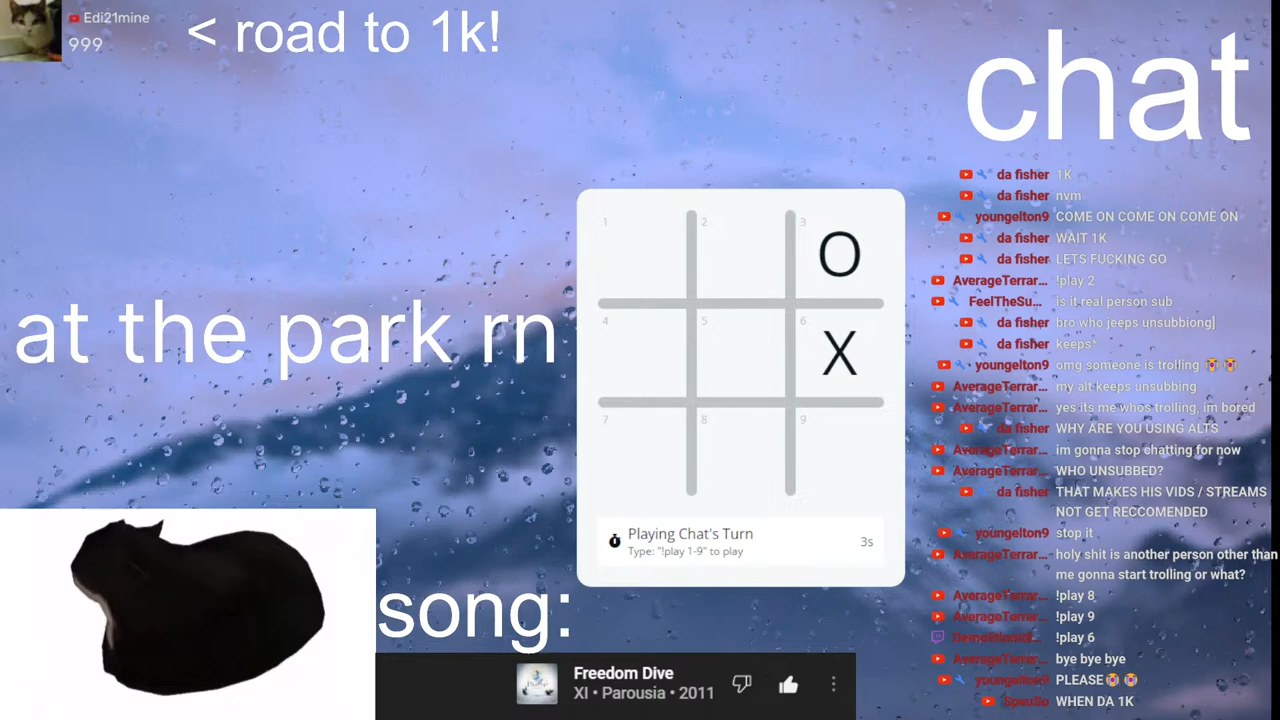 Edi21mine
999
< road to 1k!
chat
at the park rn
1
2
3
O
4
5
6
X
7
8
9
Playing Chat's Turn
Type: "!play 1-9" to play
3s
song:
Freedom Dive
XI • Parousia • 2011
da fisher 1K
da fisher nvm
youngelton9 COME ON COME ON COME ON
da fisher WAIT 1K
da fisher LETS FUCKING GO
AverageTerrar... !play 2
FeelTheSu... is it real person sub
da fisher bro who jeeps unsubbiong]
da fisher keeps*
youngelton9 omg someone is trolling 😭 😭
AverageTerrar... my alt keeps unsubbing
AverageTerrar... yes its me whos trolling, im bored
da fisher WHY ARE YOU USING ALTS
AverageTerrar... im gonna stop chatting for now
AverageTerrar... WHO UNSUBBED?
da fisher THAT MAKES HIS VIDS / STREAMS
NOT GET RECCOMENDED
youngelton9 stop it
AverageTerrar... holy shit is another person other than
me gonna start trolling or what?
AverageTerrar... !play 8
AverageTerrar... !play 9
!play 6
AverageTerrar... bye bye bye
youngelton9 PLEASE😭 😭
WHEN DA 1K